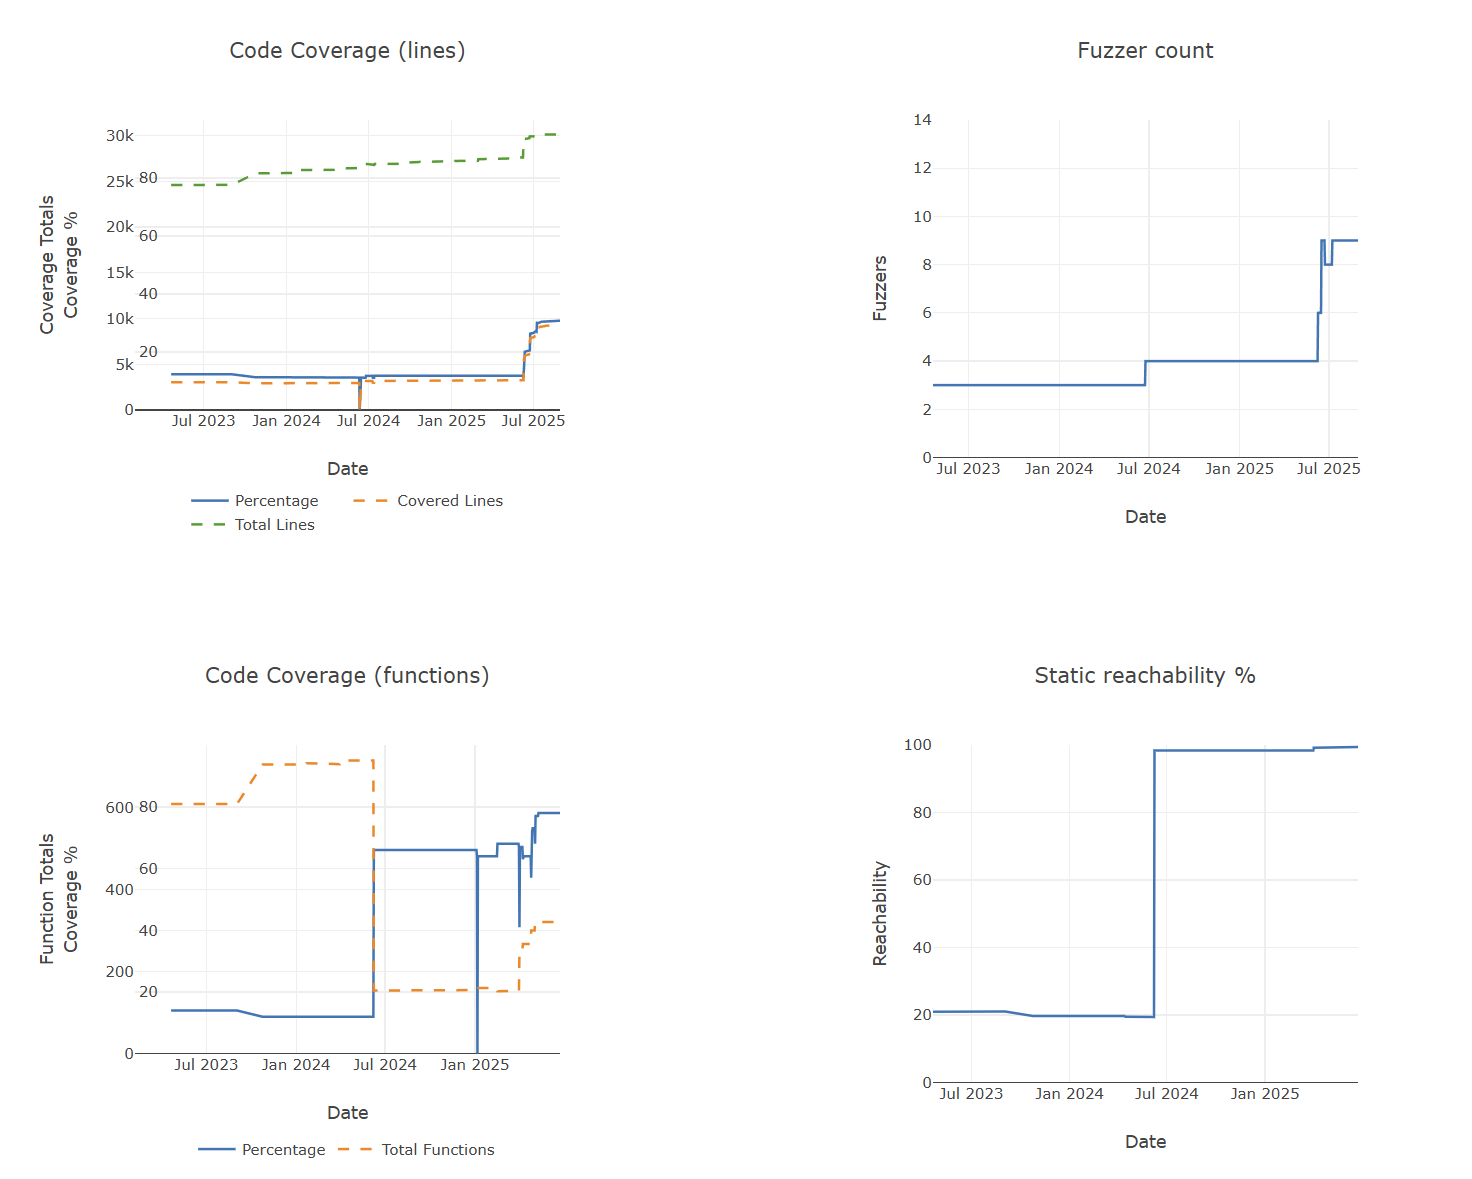 Code Coverage (lines)
30k
25k
20k
15k
10k
5k
0
80
60
40
20
Coverage Totals
Coverage %
Jul 2023
Jan 2024
Jul 2024
Jan 2025
Jul 2025
Date
Percentage
Covered Lines
Total Lines
Fuzzer count
14
12
10
8
6
4
2
0
Fuzzers
Jul 2023
Jan 2024
Jul 2024
Jan 2025
Jul 2025
Date
Code Coverage (functions)
600
400
200
0
80
60
40
20
Function Totals
Coverage %
Jul 2023
Jan 2024
Jul 2024
Jan 2025
Date
Percentage
Total Functions
Static reachability %
100
80
60
40
20
0
Reachability
Jul 2023
Jan 2024
Jul 2024
Jan 2025
Date